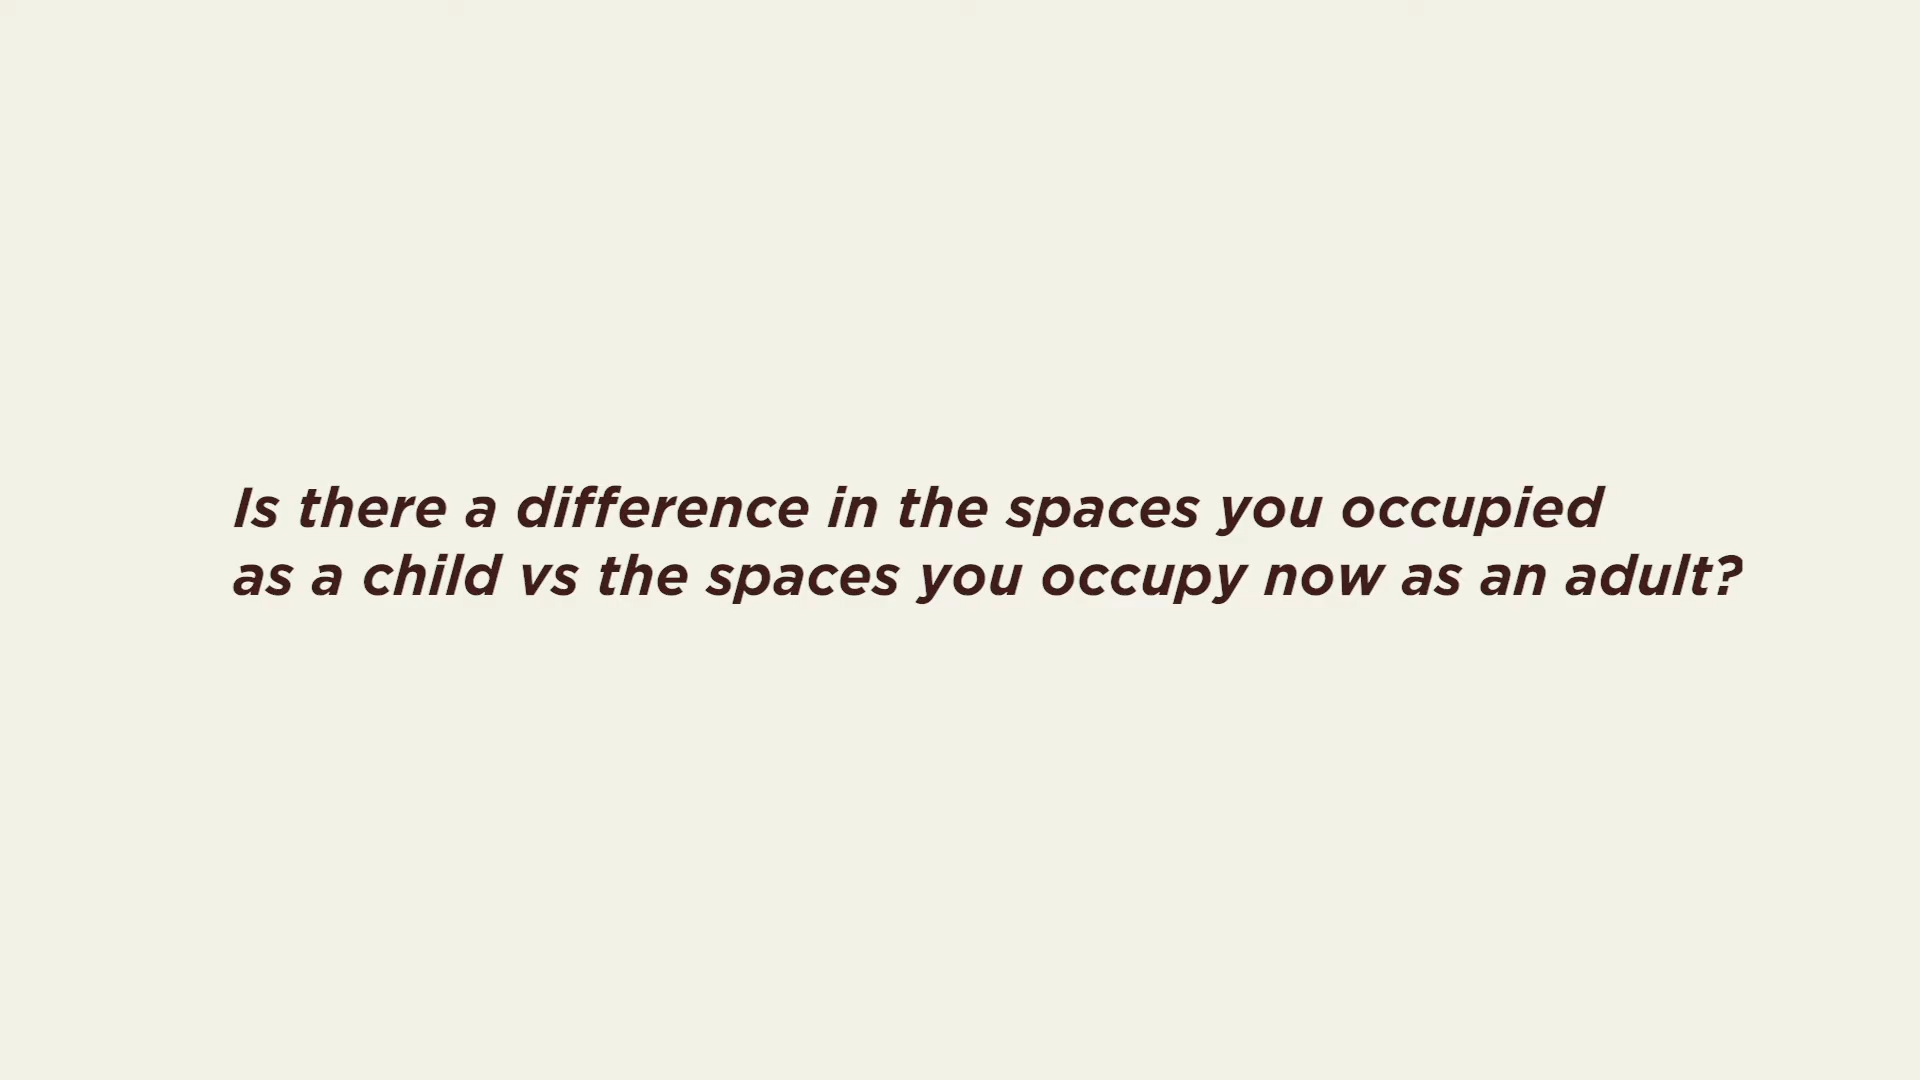 Is there a difference in the spaces you occupied
as a child vs the spaces you occupy now as an adult?